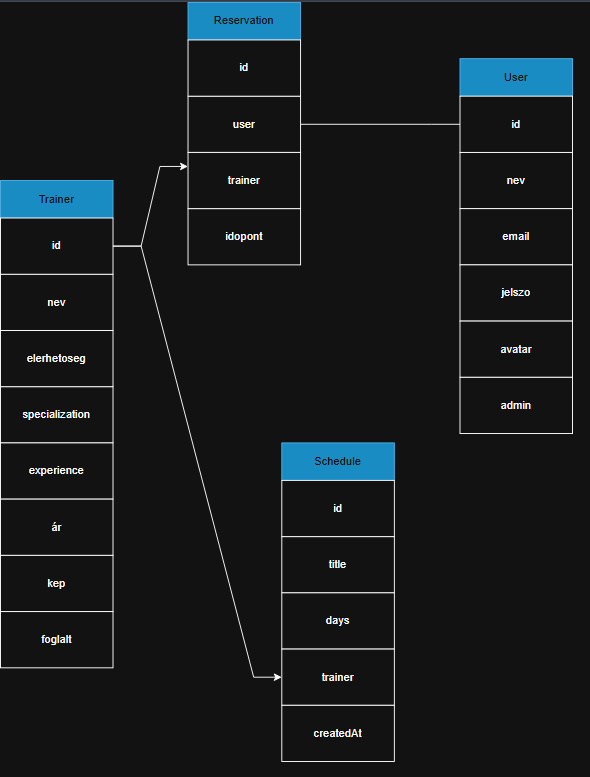 Reservation
id
user
trainer
idopont
User
id
nev
email
jelszo
avatar
admin
Trainer
id
nev
elerhetoseg
specialization
experience
ár
kep
foglalt
Schedule
id
title
days
trainer
createdAt